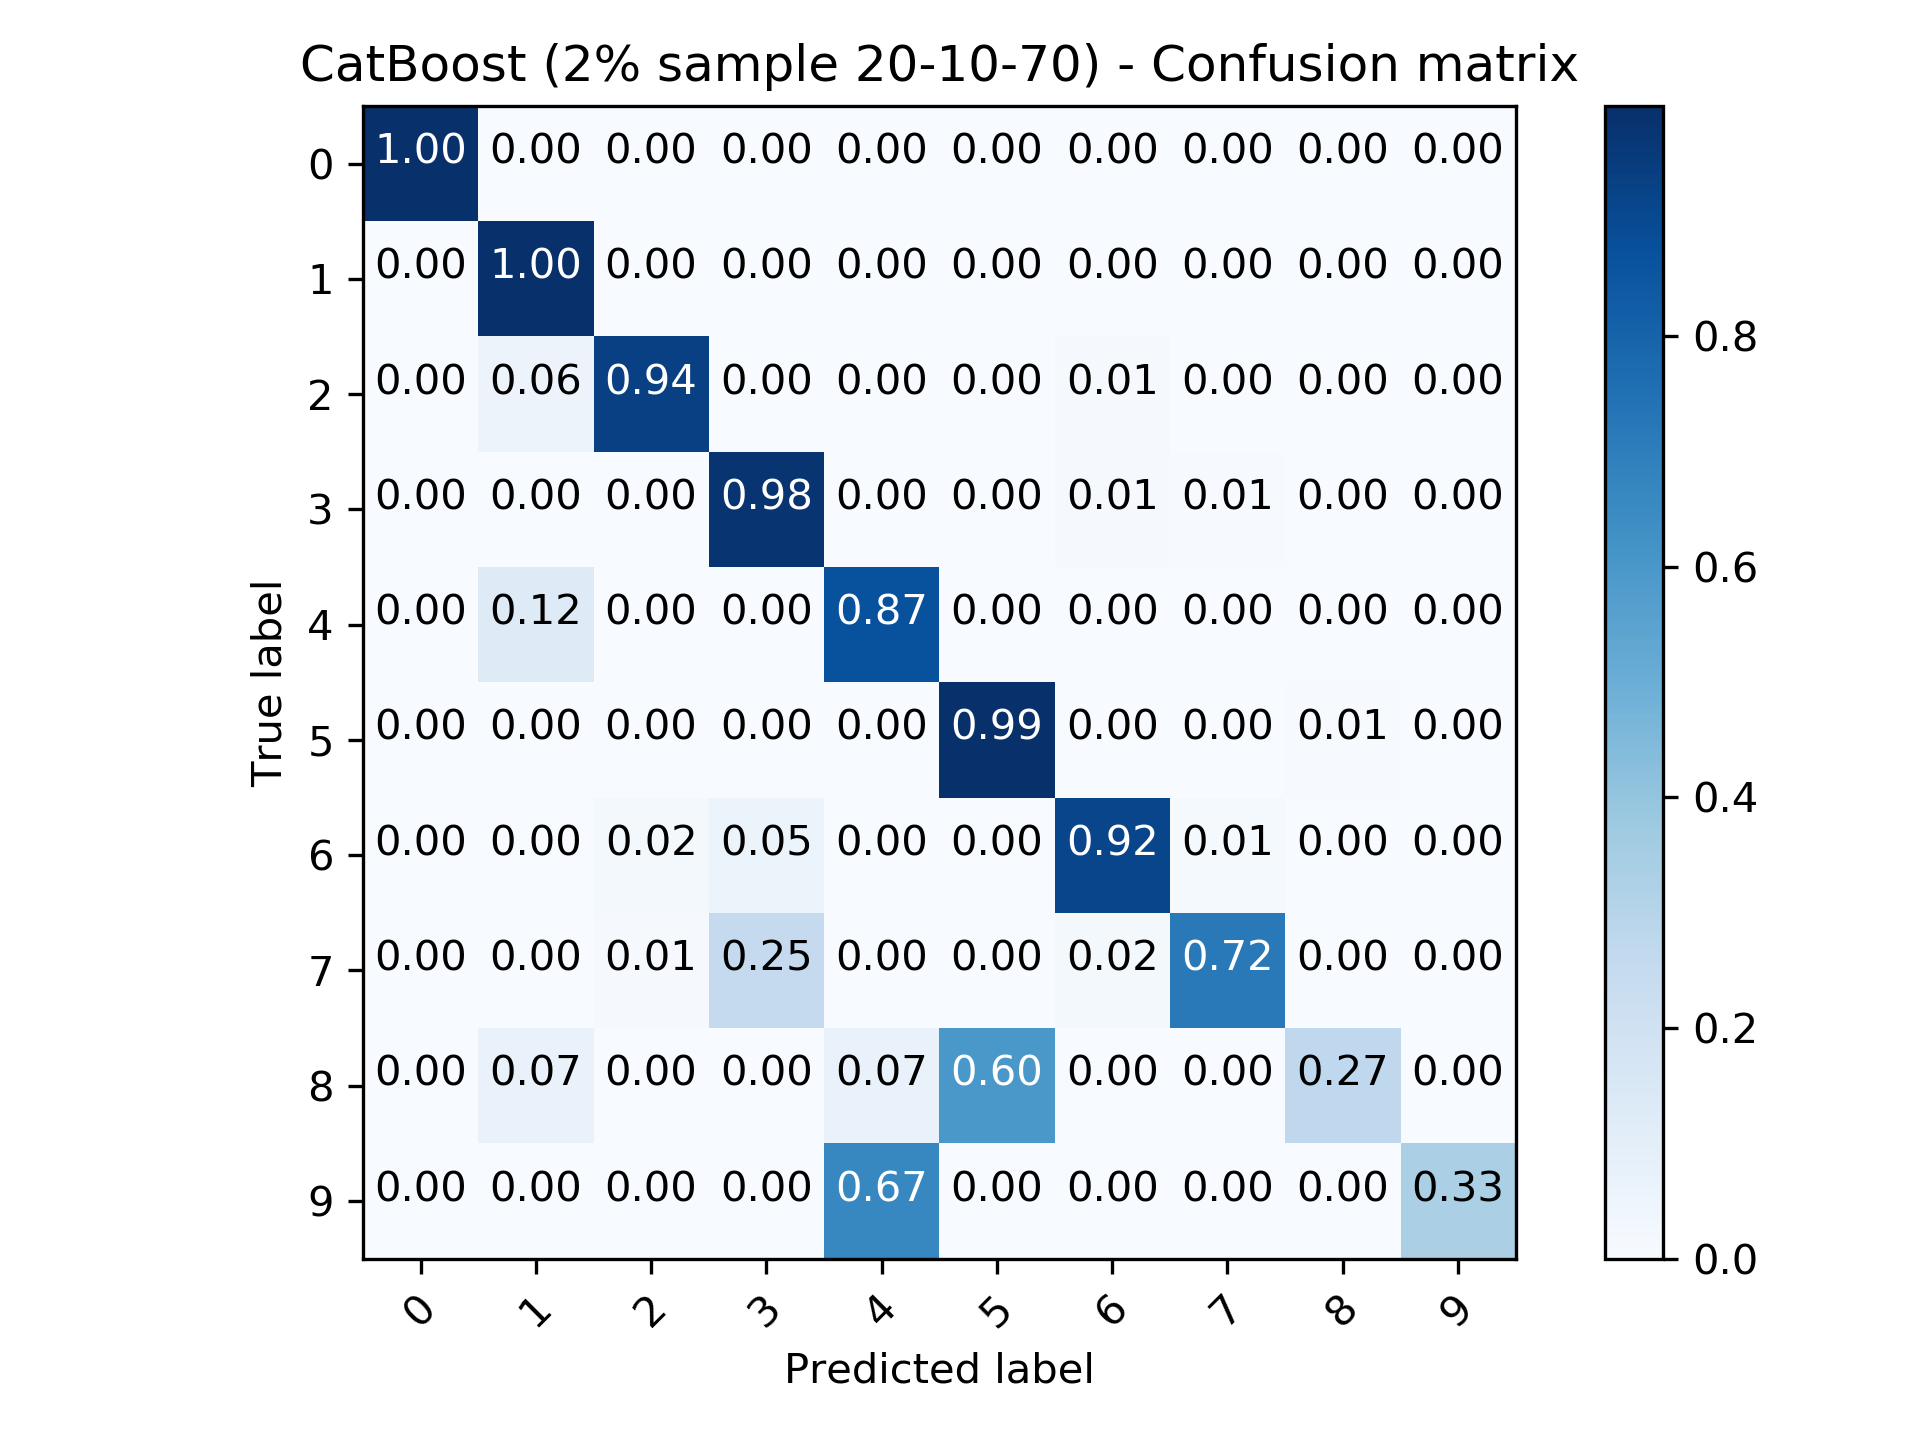 CatBoost (2% sample 20-10-70) - Confusion matrix
0 1.00 0.00 0.00 0.00 0.00 0.00 0.00 0.00 0.00 0.00
1 0.00 1.00 0.00 0.00 0.00 0.00 0.00 0.00 0.00 0.00
2 0.00 0.06 0.94 0.00 0.00 0.00 0.01 0.00 0.00 0.00
3 0.00 0.00 0.00 0.98 0.00 0.00 0.01 0.01 0.00 0.00
4 0.00 0.12 0.00 0.00 0.87 0.00 0.00 0.00 0.00 0.00
5 0.00 0.00 0.00 0.00 0.00 0.99 0.00 0.00 0.01 0.00
6 0.00 0.00 0.02 0.05 0.00 0.00 0.92 0.01 0.00 0.00
7 0.00 0.00 0.01 0.25 0.00 0.00 0.02 0.72 0.00 0.00
8 0.00 0.07 0.00 0.00 0.07 0.60 0.00 0.00 0.27 0.00
9 0.00 0.00 0.00 0.00 0.67 0.00 0.00 0.00 0.00 0.33
0 1 2 3 4 5 6 7 8 9
Predicted label
True label
0.8
0.6
0.4
0.2
0.0